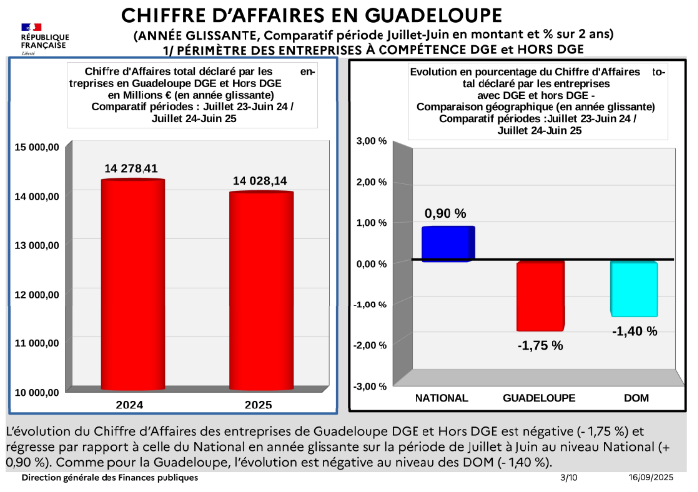 CHIFFRE D'AFFAIRES EN GUADELOUPE
RÉPUBLIQUE
FRANÇAISE
(ANNÉE GLISSANTE, Comparatif période Juillet-Juin en montant et % sur 2 ans)
1/ PÉRIMÈTRE DES ENTREPRISES À COMPÉTENCE DGE et HORS DGE
Chiffre d'Affaires total déclaré par les en-
treprises en Guadeloupe DGE et Hors DGE
en Millions € (en année glissante)
Comparatif périodes : Juillet 23-Juin 24 /
Juillet 24-Juin 25
15 000,00
14 000,00
13 000,00
12 000,00
11 000,00
10 000,00
14 278,41
14 028,14
2024
2025
Evolution en pourcentage du Chiffre d'Affaires to-
tal déclaré par les entreprises
avec DGE et hors DGE -
Comparaison géographique (en année glissante)
Comparatif périodes :Juillet 23-Juin 24 /
Juillet 24-Juin 25
3,00 %
2,00 %
1,00 %
0,00 %
-1,00 %
-2,00 %
-3,00 %
0,90 %
-1,75 %
-1,40 %
NATIONAL
GUADELOUPE
DOM
L'évolution du Chiffre d'Affaires des entreprises de Guadeloupe DGE et Hors DGE est négative (- 1,75 %) et
régresse par rapport à celle du National en année glissante sur la période de Juillet à Juin au niveau National (+
0,90 %). Comme pour la Guadeloupe, l'évolution est négative au niveau des DOM (- 1,40 %).
Direction générale des Finances publiques
3/10
16/09/2025